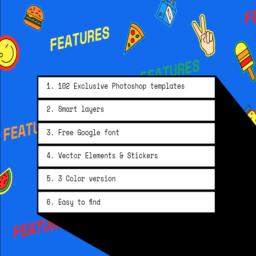 FEATURES
FEATURES
FEATURES
1. 102 Exclusive Photoshop templates
2. Smart layers
3. Free Google font
4. Vector Elements & Stickers
5. 3 Color version
6. Easy to find